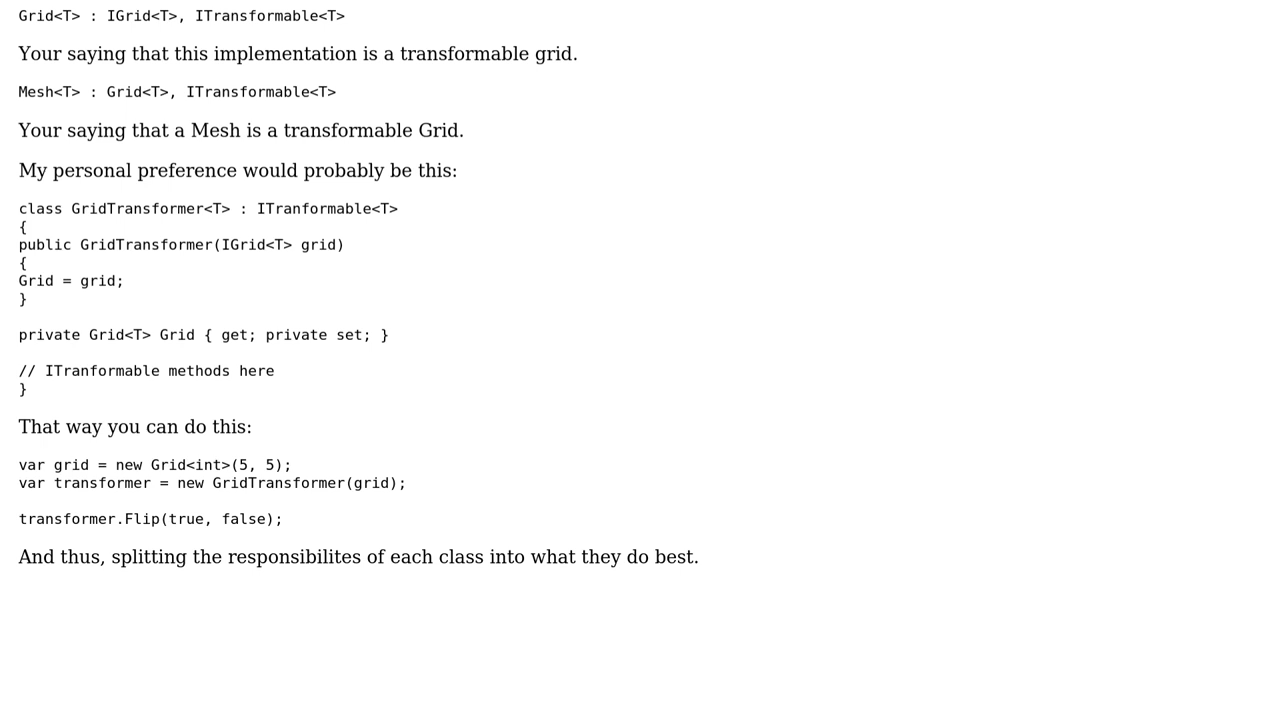 Grid<T> : IGrid<T>, ITransformable<T>
Your saying that this implementation is a transformable grid.
Mesh<T> : Grid<T>, ITransformable<T>
Your saying that a Mesh is a transformable Grid.
My personal preference would probably be this:
class GridTransformer<T> : ITranformable<T>
{
public GridTransformer(IGrid<T> grid)
{
Grid = grid;
}
private Grid<T> Grid { get; private set; }
// ITranformable methods here
}
That way you can do this:
var grid = new Grid<int>(5, 5);
var transformer = new GridTransformer(grid);
transformer.Flip(true, false);
And thus, splitting the responsibilites of each class into what they do best.